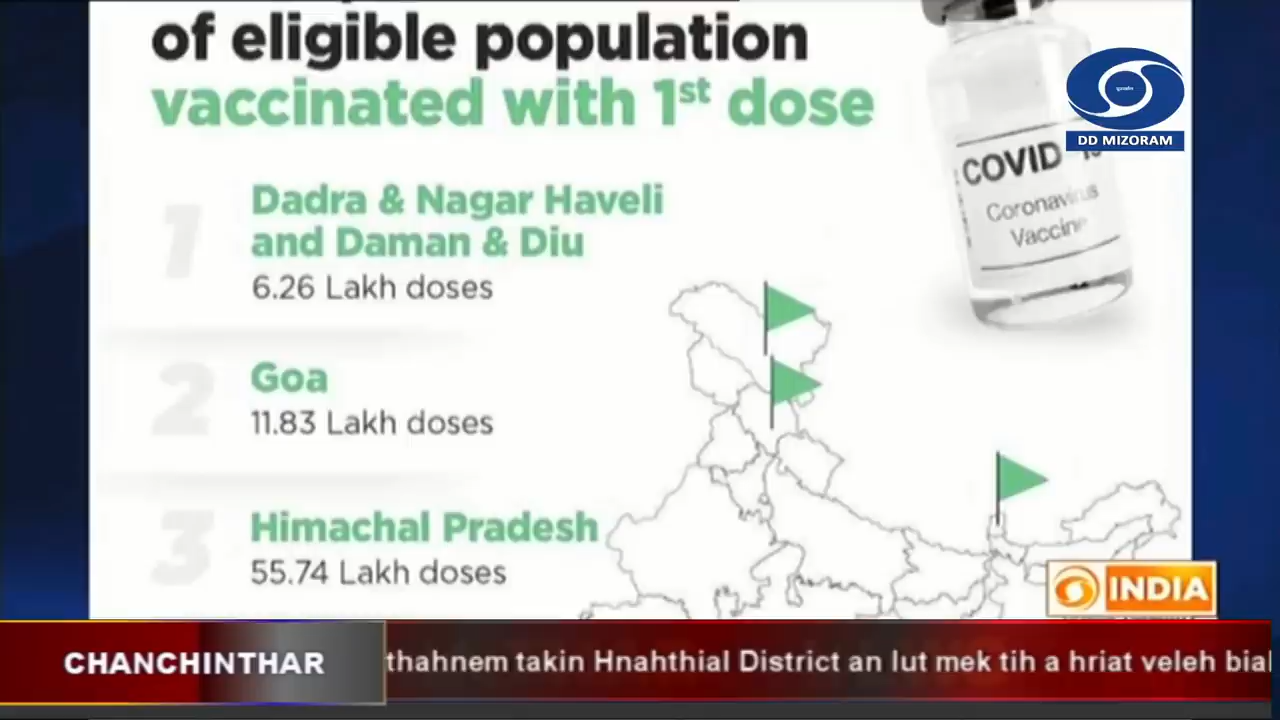 of eligible population
vaccinated with 1st dose
DD MIZORAM
COVID
Coronavirus
Vaccine
1
Dadra & Nagar Haveli
and Daman & Diu
6.26 Lakh doses
2
Goa
11.83 Lakh doses
3
Himachal Pradesh
55.74 Lakh doses
INDIA
CHANCHINTHAR
thahnem takin Hnahthial District an lut mek tih a hriat veleh bial